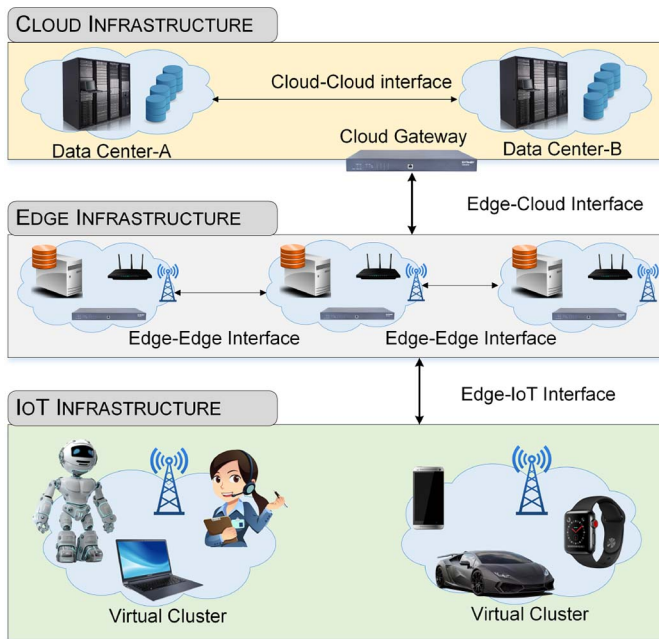 CLOUD INFRASTRUCTURE
Cloud-Cloud interface
Data Center-A
Cloud Gateway
Data Center-B
Edge-Cloud Interface
EDGE INFRASTRUCTURE
Edge-Edge Interface
Edge-Edge Interface
Edge-IoT Interface
IOT INFRASTRUCTURE
Virtual Cluster
Virtual Cluster